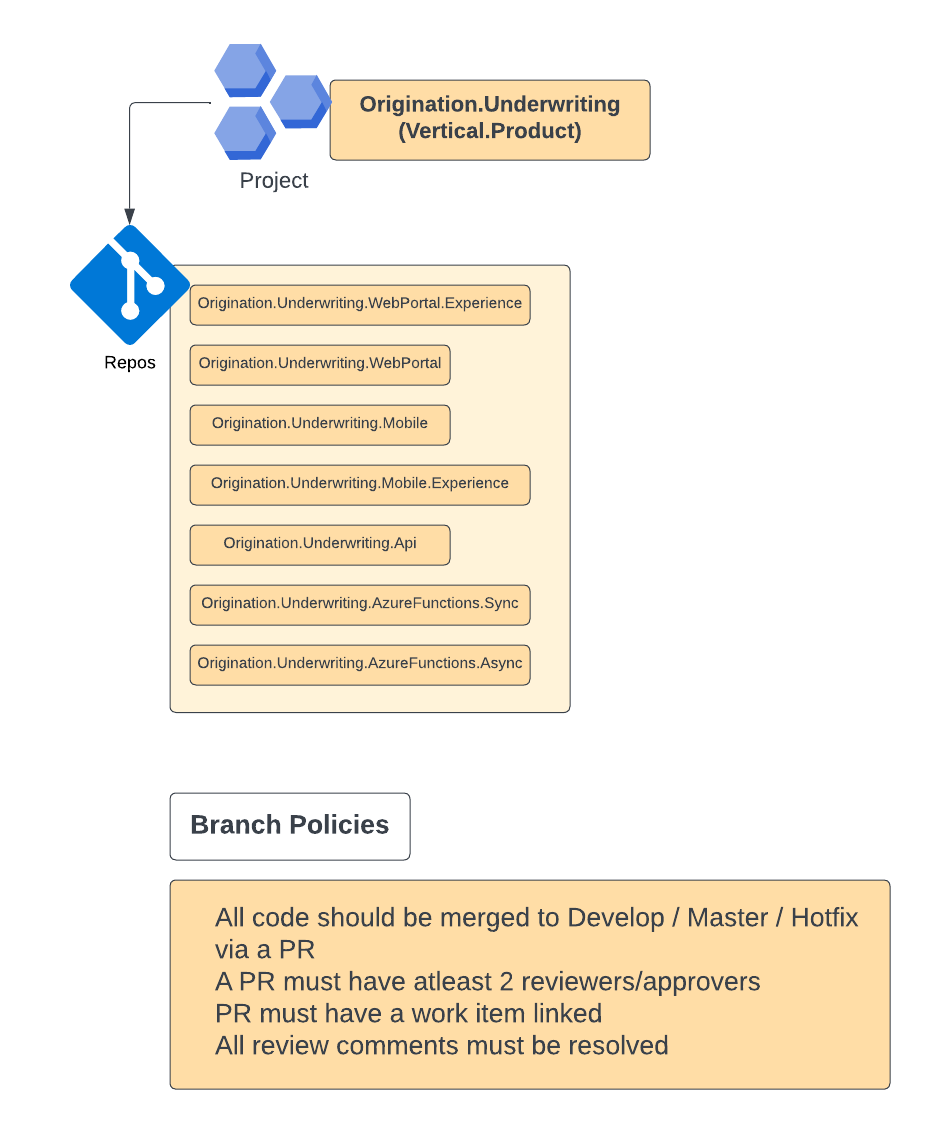 Origination.Underwriting
(Vertical.Product)
Project
Origination.Underwriting.WebPortal.Experience
Origination.Underwriting.WebPortal
Repos
Origination.Underwriting.Mobile
Origination.Underwriting.Mobile.Experience
Origination.Underwriting.Api
Origination.Underwriting.AzureFunctions.Sync
Origination.Underwriting.AzureFunctions.Async
Branch Policies
All code should be merged to Develop / Master / Hotfix
via a PR
A PR must have atleast 2 reviewers/approvers
PR must have a work item linked
All review comments must be resolved